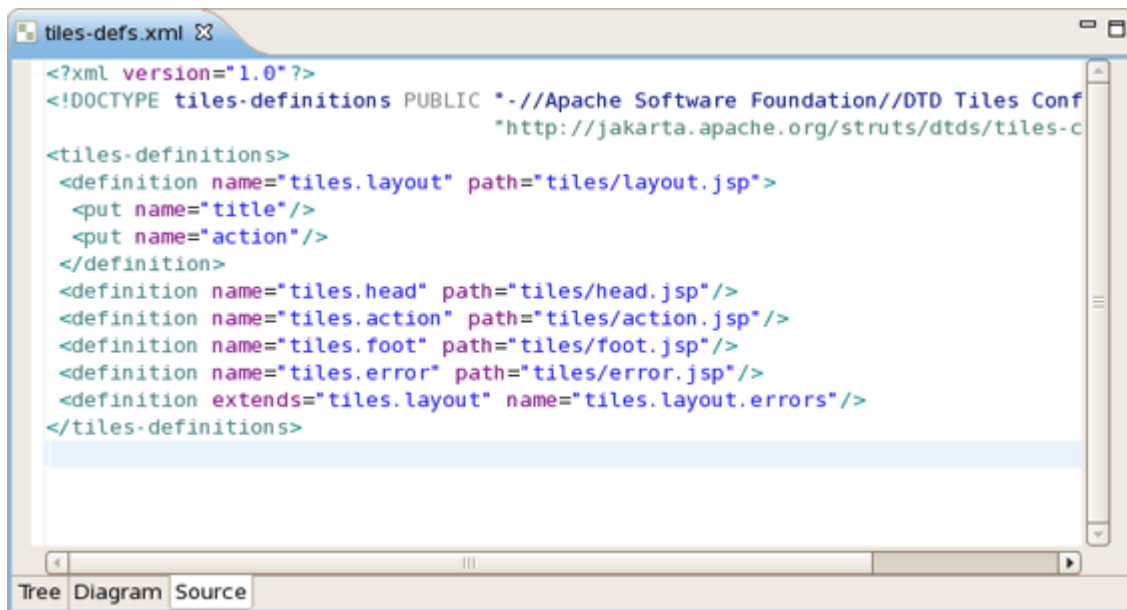 tiles-defs.xml
<?xml version="1.0"?>
<!DOCTYPE tiles-definitions PUBLIC "-//Apache Software Foundation//DTD Tiles Conf
"http://jakarta.apache.org/struts/dtds/tiles-c
<tiles-definitions>
<definition name="tiles.layout" path="tiles/layout.jsp">
<put name="title"/>
<put name="action"/>
</definition>
<definition name="tiles.head" path="tiles/head.jsp"/>
<definition name="tiles.action" path="tiles/action.jsp"/>
<definition name="tiles.foot" path="tiles/foot.jsp"/>
<definition name="tiles.error" path="tiles/error.jsp"/>
<definition extends="tiles.layout" name="tiles.layout.errors"/>
</tiles-definitions>
Tree Diagram Source